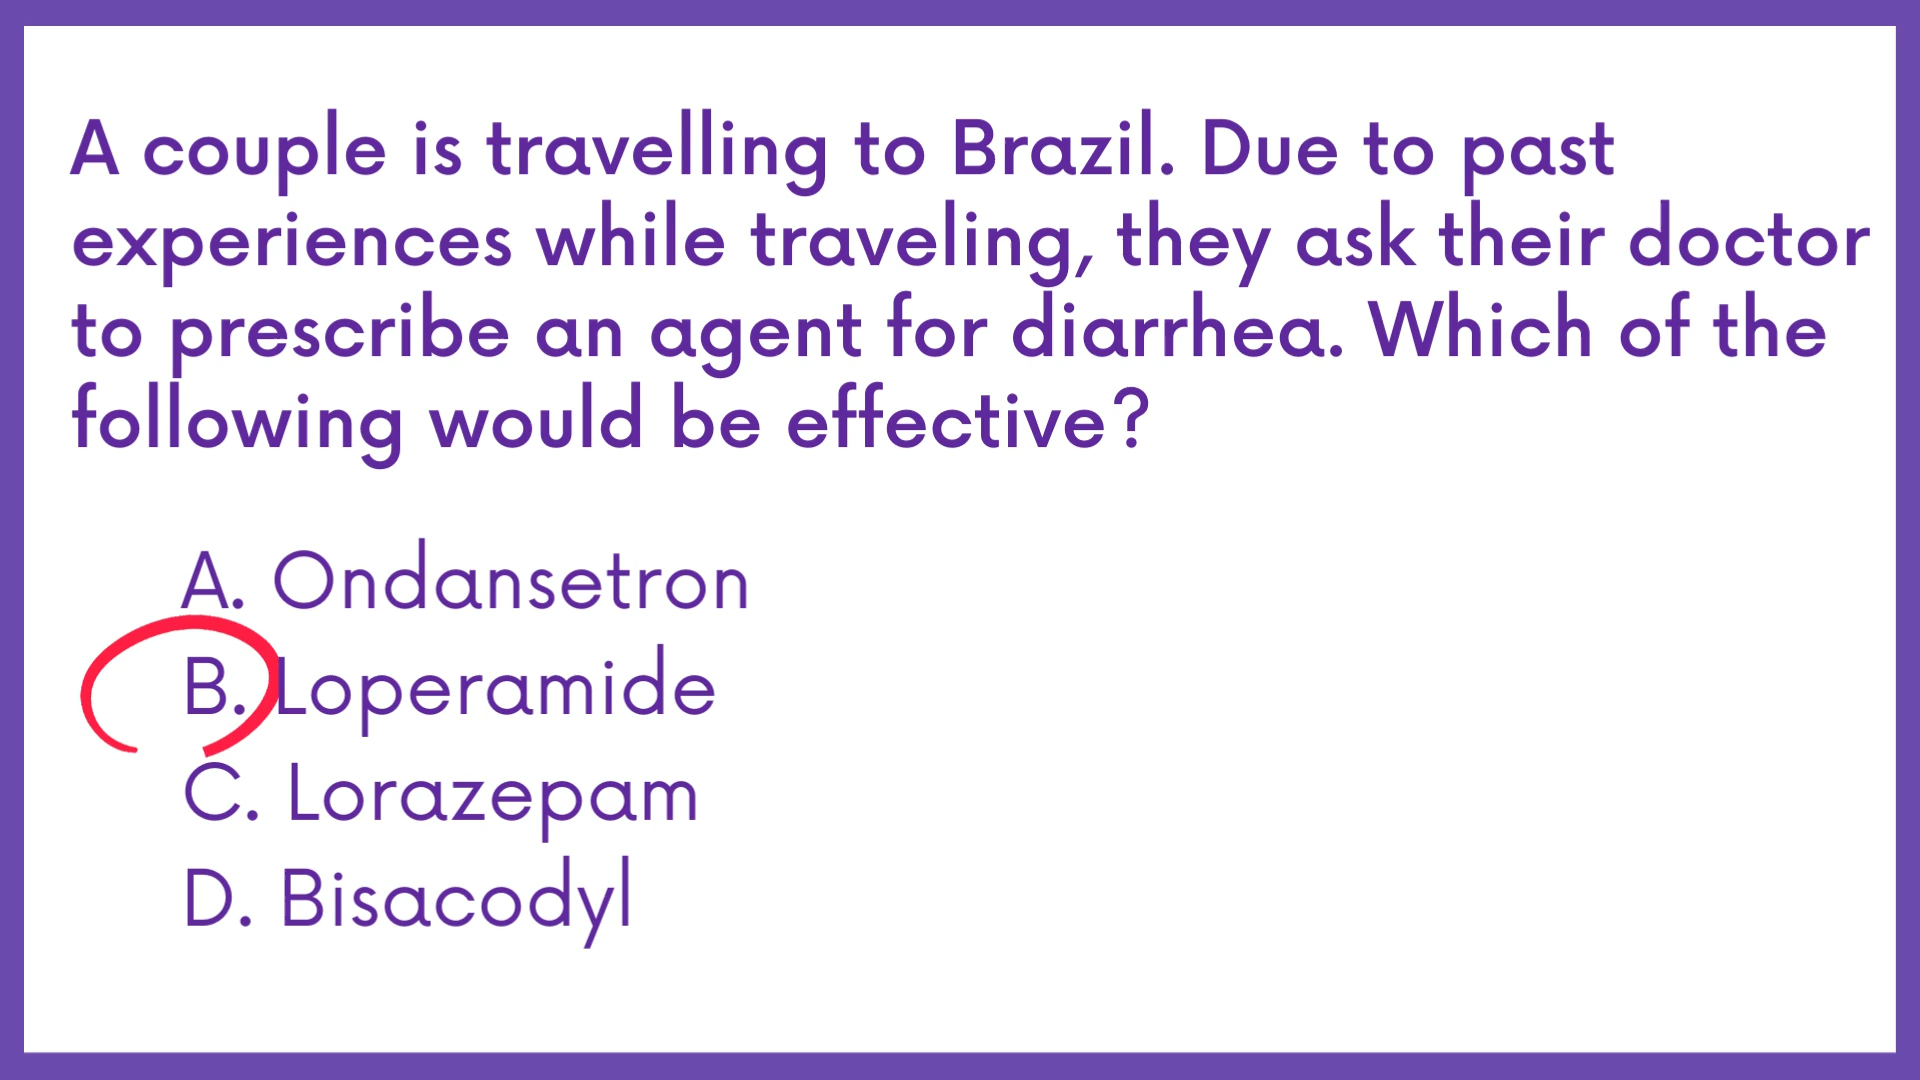 A couple is travelling to Brazil. Due to past
experiences while traveling, they ask their doctor
to prescribe an agent for diarrhea. Which of the
following would be effective?
A. Ondansetron
B. Loperamide
C. Lorazepam
D. Bisacodyl